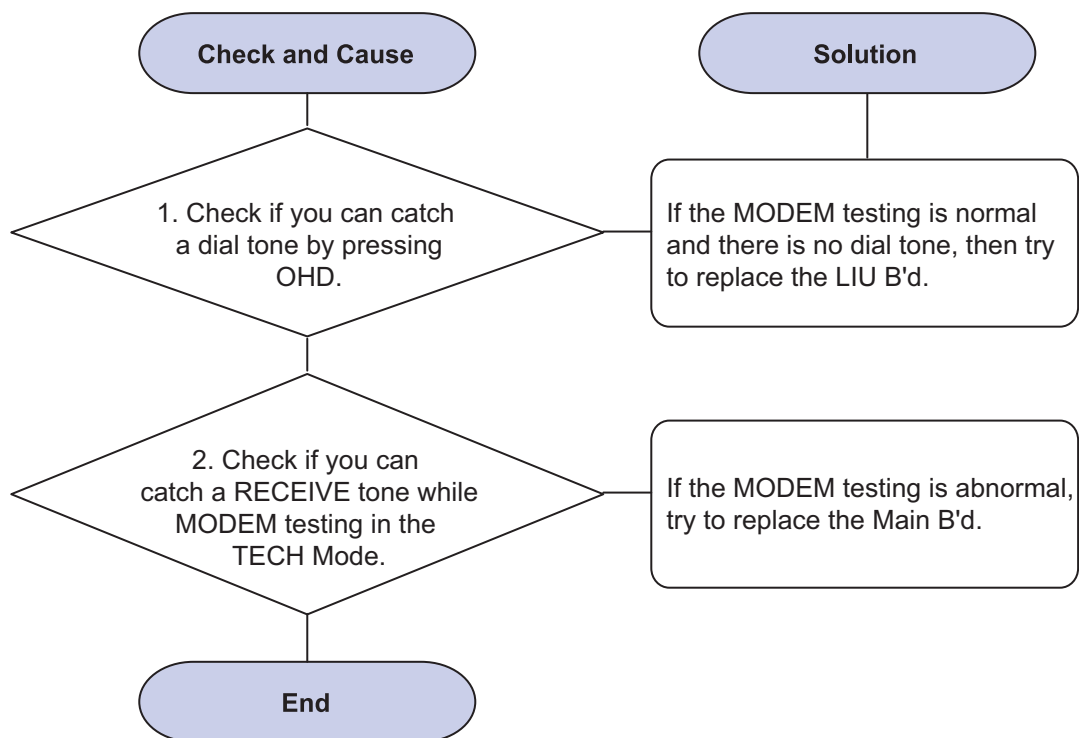 Check and Cause
Solution
1. Check if you can catch
a dial tone by pressing
OHD.
If the MODEM testing is normal
and there is no dial tone, then try
to replace the LIU B'd.
2. Check if you can
catch a RECEIVE tone while
MODEM testing in the
TECH Mode.
If the MODEM testing is abnormal,
try to replace the Main B'd.
End